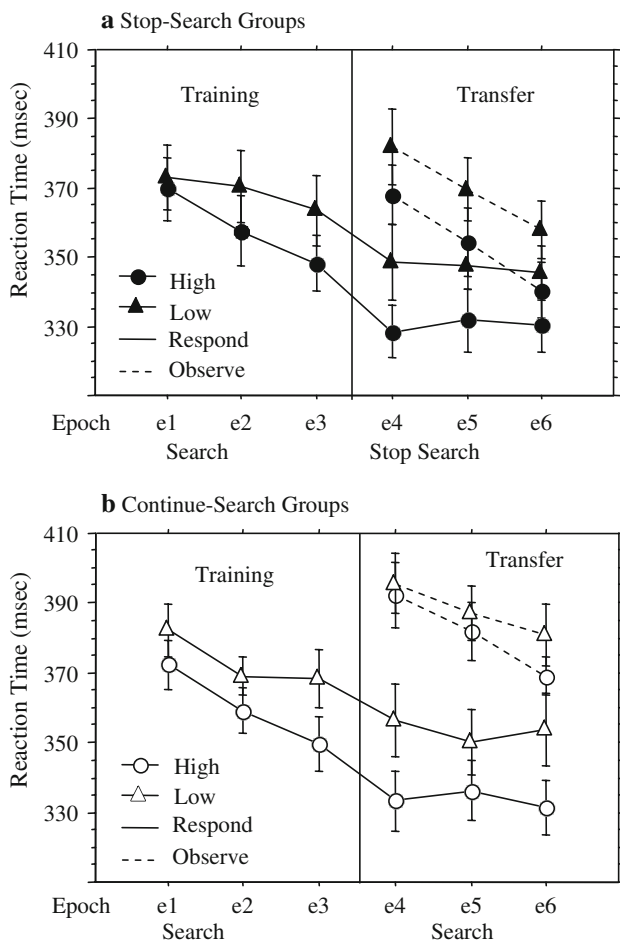 a Stop-Search Groups
410
390
370
350
330
Reaction Time (msec)
Training
Transfer
High
Low
Respond
Observe
Epoch e1 e2 e3 e4 e5 e6
Search Stop Search
b Continue-Search Groups
410
390
370
350
330
Reaction Time (msec)
Training
Transfer
High
Low
Respond
Observe
Epoch e1 e2 e3 e4 e5 e6
Search Search